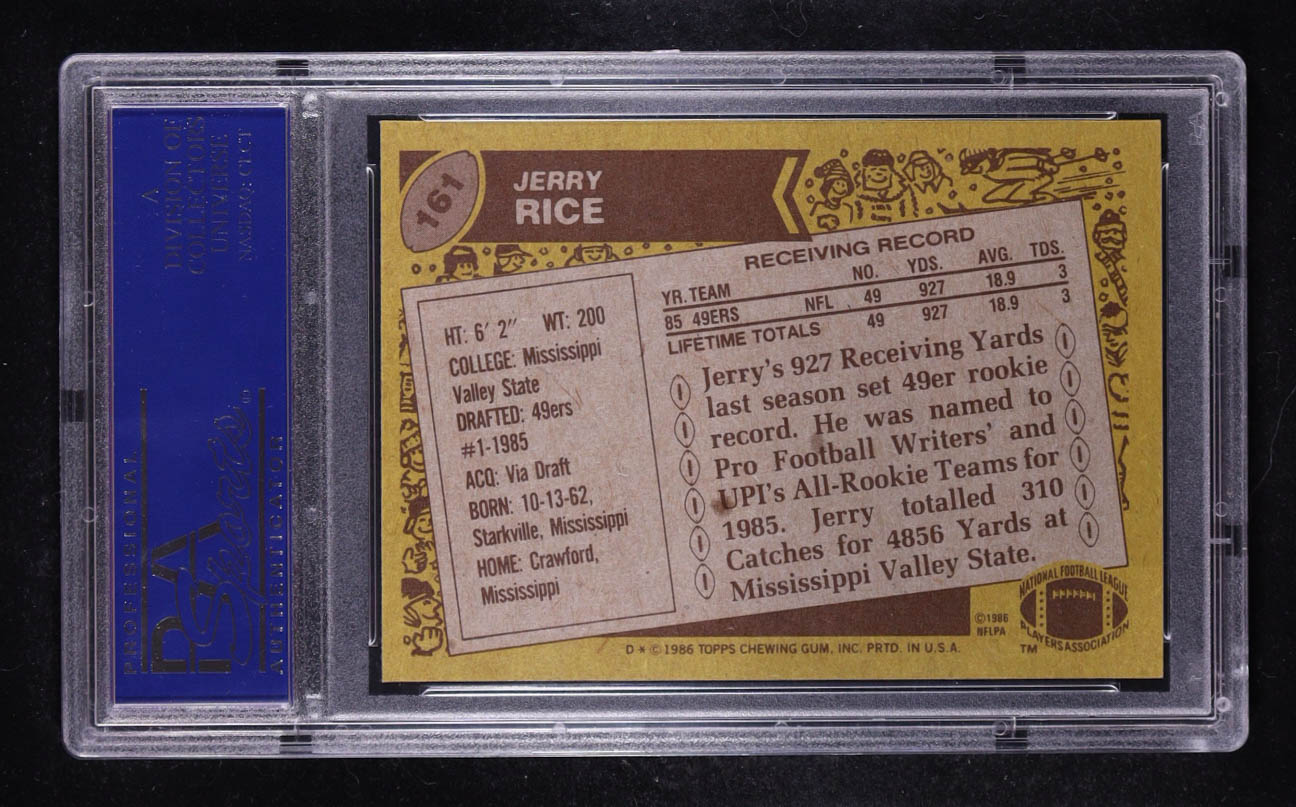 A
DIVISION OF
COLLECTORS
UNIVERSE
NASDAQ: CLCT
PROFESSIONAL
PSA
Sports
AUTHENTICATOR
161
JERRY
RICE
HT: 6' 2" WT: 200
COLLEGE: Mississippi
Valley State
DRAFTED: 49ers
#1-1985
ACQ: Via Draft
BORN: 10-13-62,
Starkville, Mississippi
HOME: Crawford,
Mississippi
RECEIVING RECORD
YR. TEAM NO. YDS. AVG. TDS.
85 49ERS NFL 49 927 18.9 3
LIFETIME TOTALS 49 927 18.9 3
Jerry's 927 Receiving Yards
last season set 49er rookie
record. He was named to
Pro Football Writers' and
UPI's All-Rookie Teams for
1985. Jerry totalled 310
Catches for 4856 Yards at
Mississippi Valley State.
©1986
NFLPA
NATIONAL FOOTBALL LEAGUE
PLAYERS ASSOCIATION
TM
D*©1986 TOPPS CHEWING GUM, INC. PRTD. IN U.S.A.